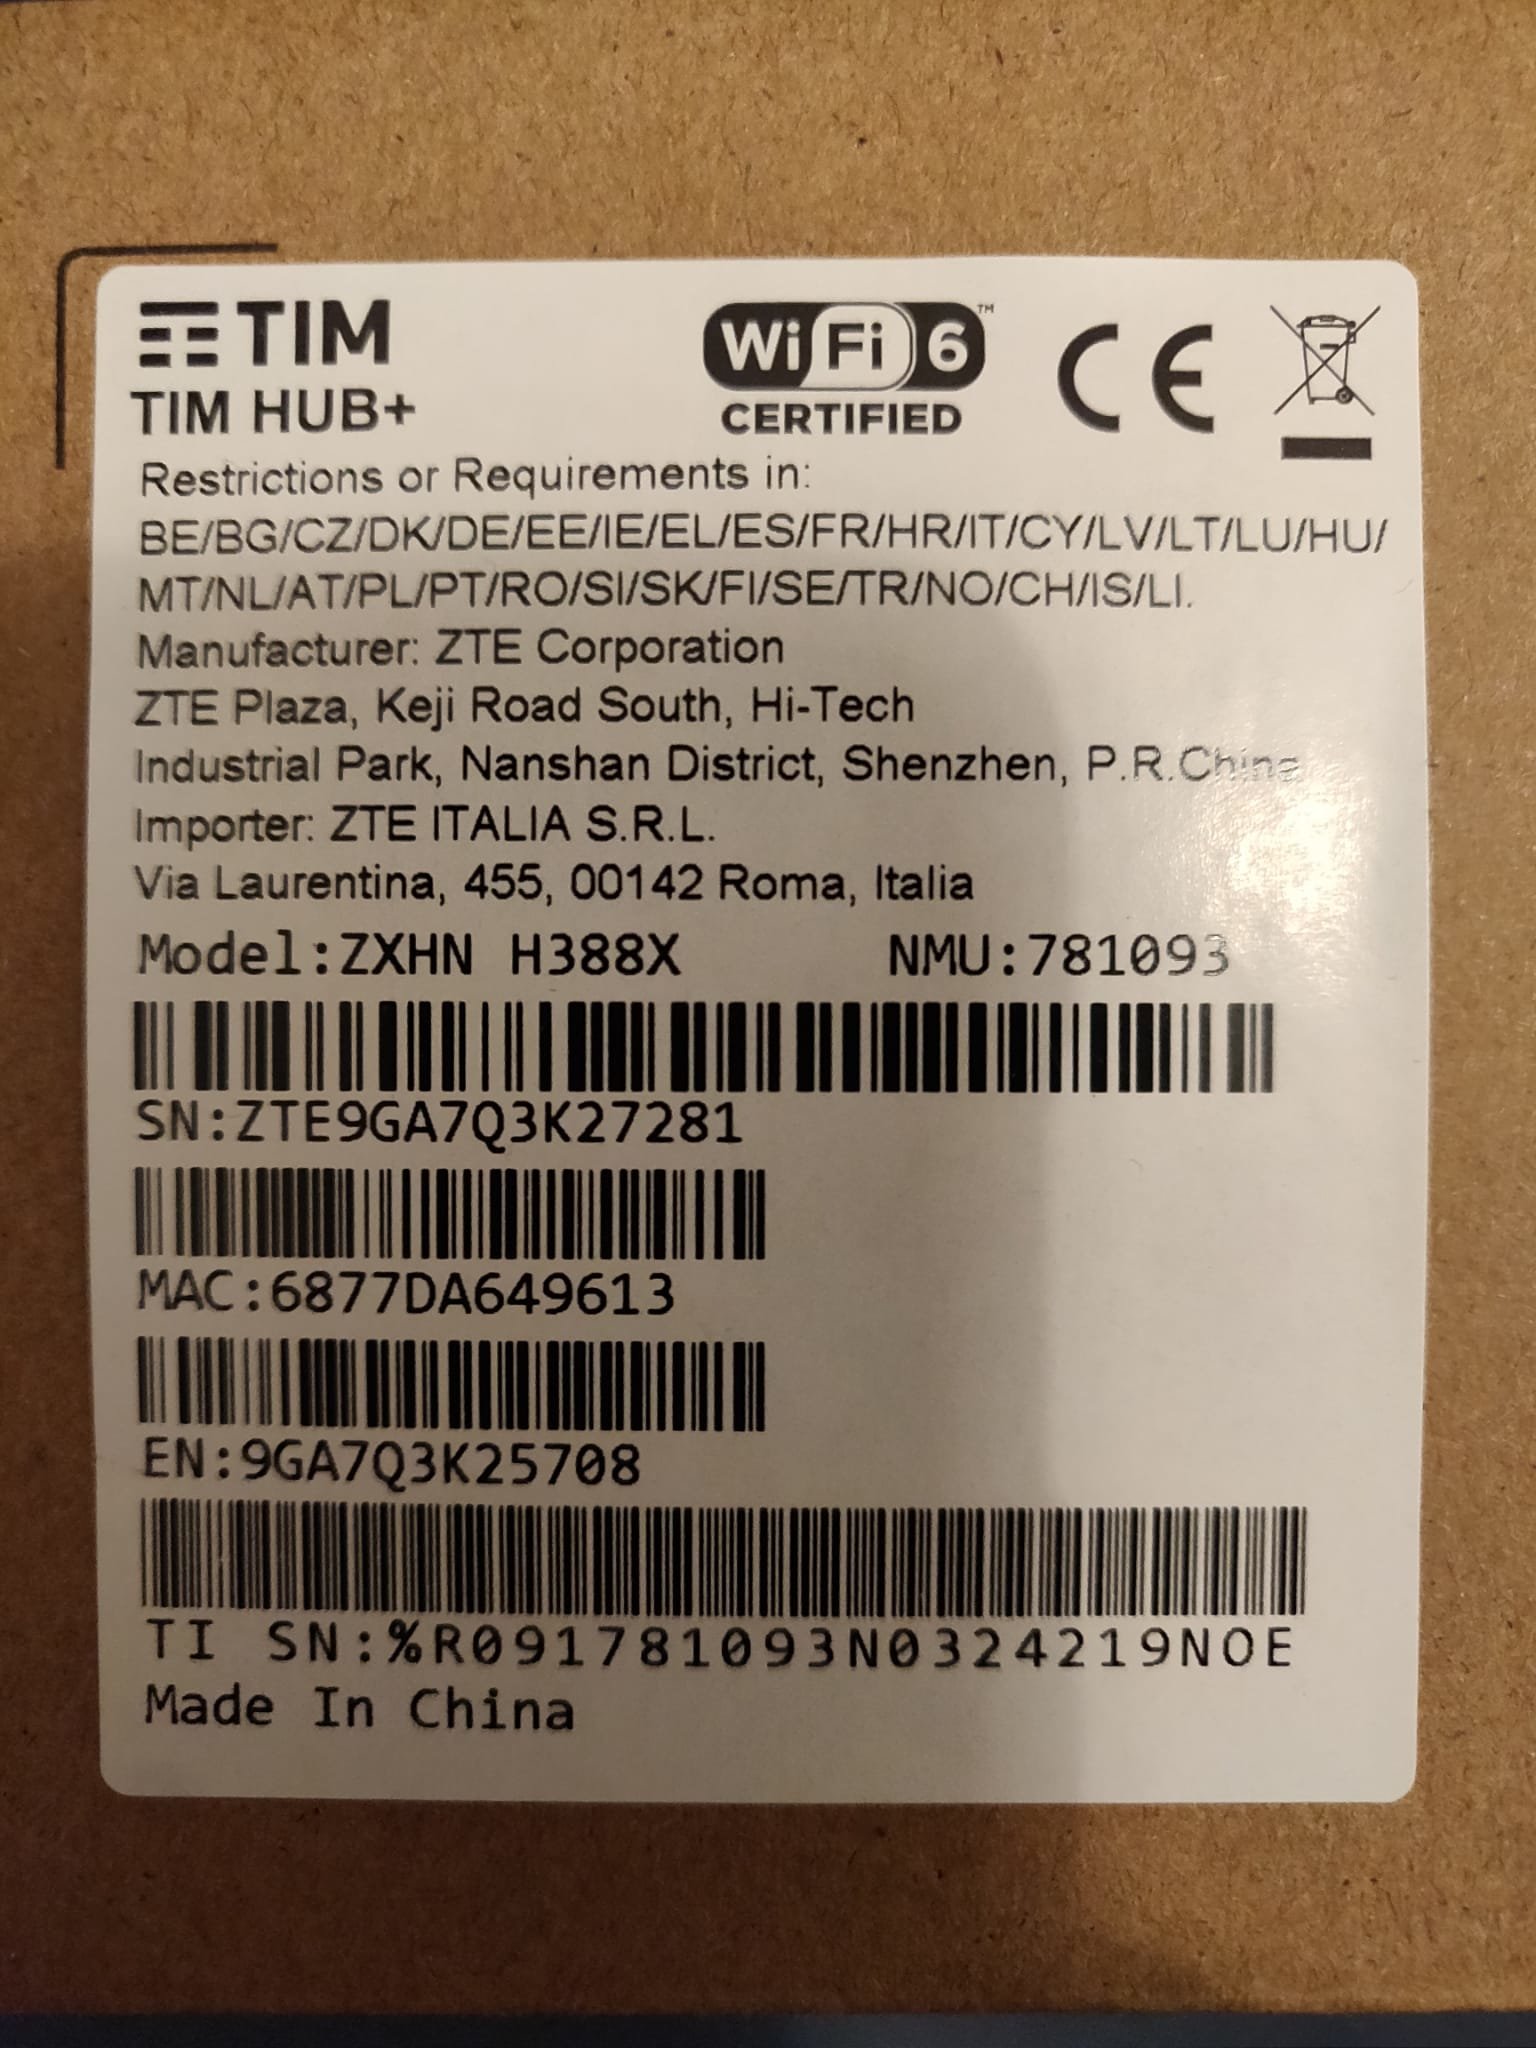 TIM
TIM HUB+
WiFi 6™
CERTIFIED
CE
Restrictions or Requirements in:
BE/BG/CZ/DK/DE/EE/IE/EL/ES/FR/HR/IT/CY/LV/LT/LU/HU/
MT/NL/AT/PL/PT/RO/SI/SK/FI/SE/TR/NO/CH/IS/LI.
Manufacturer: ZTE Corporation
ZTE Plaza, Keji Road South, Hi-Tech
Industrial Park, Nanshan District, Shenzhen, P.R.China
Importer: ZTE ITALIA S.R.L.
Via Laurentina, 455, 00142 Roma, Italia
Model:ZXHN H388X NMU:781093
SN:ZTE9GA7Q3K27281
MAC:6877DA649613
EN:9GA7Q3K25708
TI SN:%R091781093N0324219NOE
Made In China